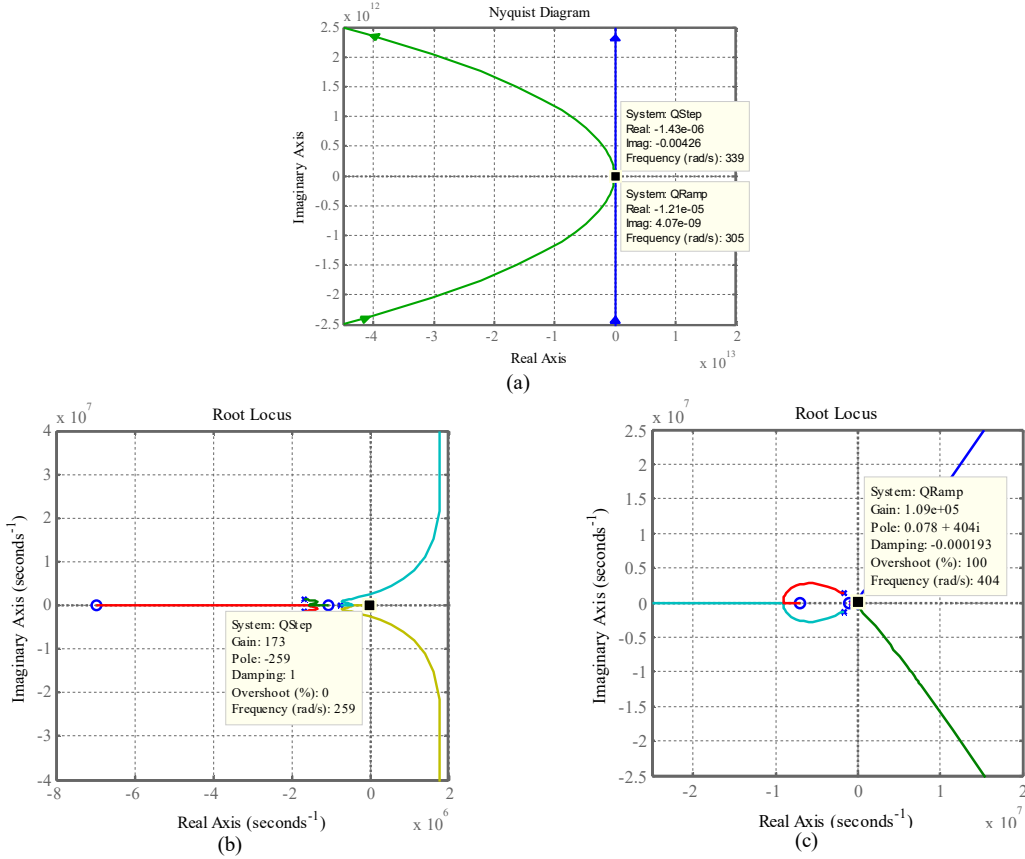 x 10^12
Nyquist Diagram
2.5
2
1.5
1
0.5
0
-0.5
-1
-1.5
-2
-2.5
Imaginary Axis
System: QStep
Real: -1.43e-06
Imag: -0.00426
Frequency (rad/s): 339
System: QRamp
Real: -1.21e-05
Imag: 4.07e-09
Frequency (rad/s): 305
-4 -3 -2 -1 0 1 2
x 10^13
Real Axis
(a)
x 10^7
Root Locus
4
3
2
1
0
-1
-2
-3
-4
Imaginary Axis (seconds^-1)
System: QStep
Gain: 173
Pole: -259
Damping: 1
Overshoot (%): 0
Frequency (rad/s): 259
-8 -6 -4 -2 0 2
x 10^6
Real Axis (seconds^-1)
(b)
x 10^7
Root Locus
2.5
2
1.5
1
0.5
0
-0.5
-1
-1.5
-2
-2.5
Imaginary Axis (seconds^-1)
System: QRamp
Gain: 1.09e+05
Pole: 0.078 + 404i
Damping: -0.000193
Overshoot (%): 100
Frequency (rad/s): 404
-2 -1 0 1 2
x 10^7
Real Axis (seconds^-1)
(c)